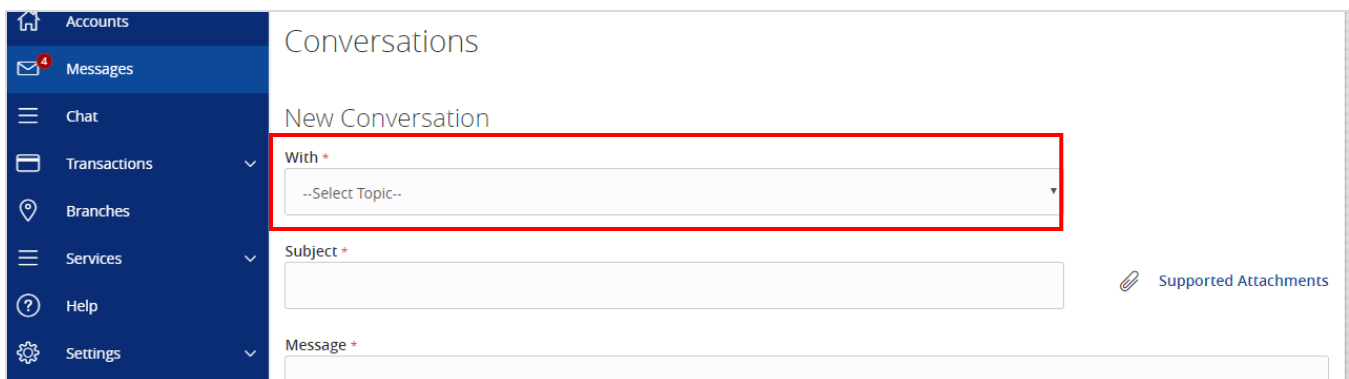 Accounts
4
Messages
Chat
Transactions
Branches
Services
Help
Settings
Conversations
New Conversation
With *
--Select Topic--
Subject *
Supported Attachments
Message *